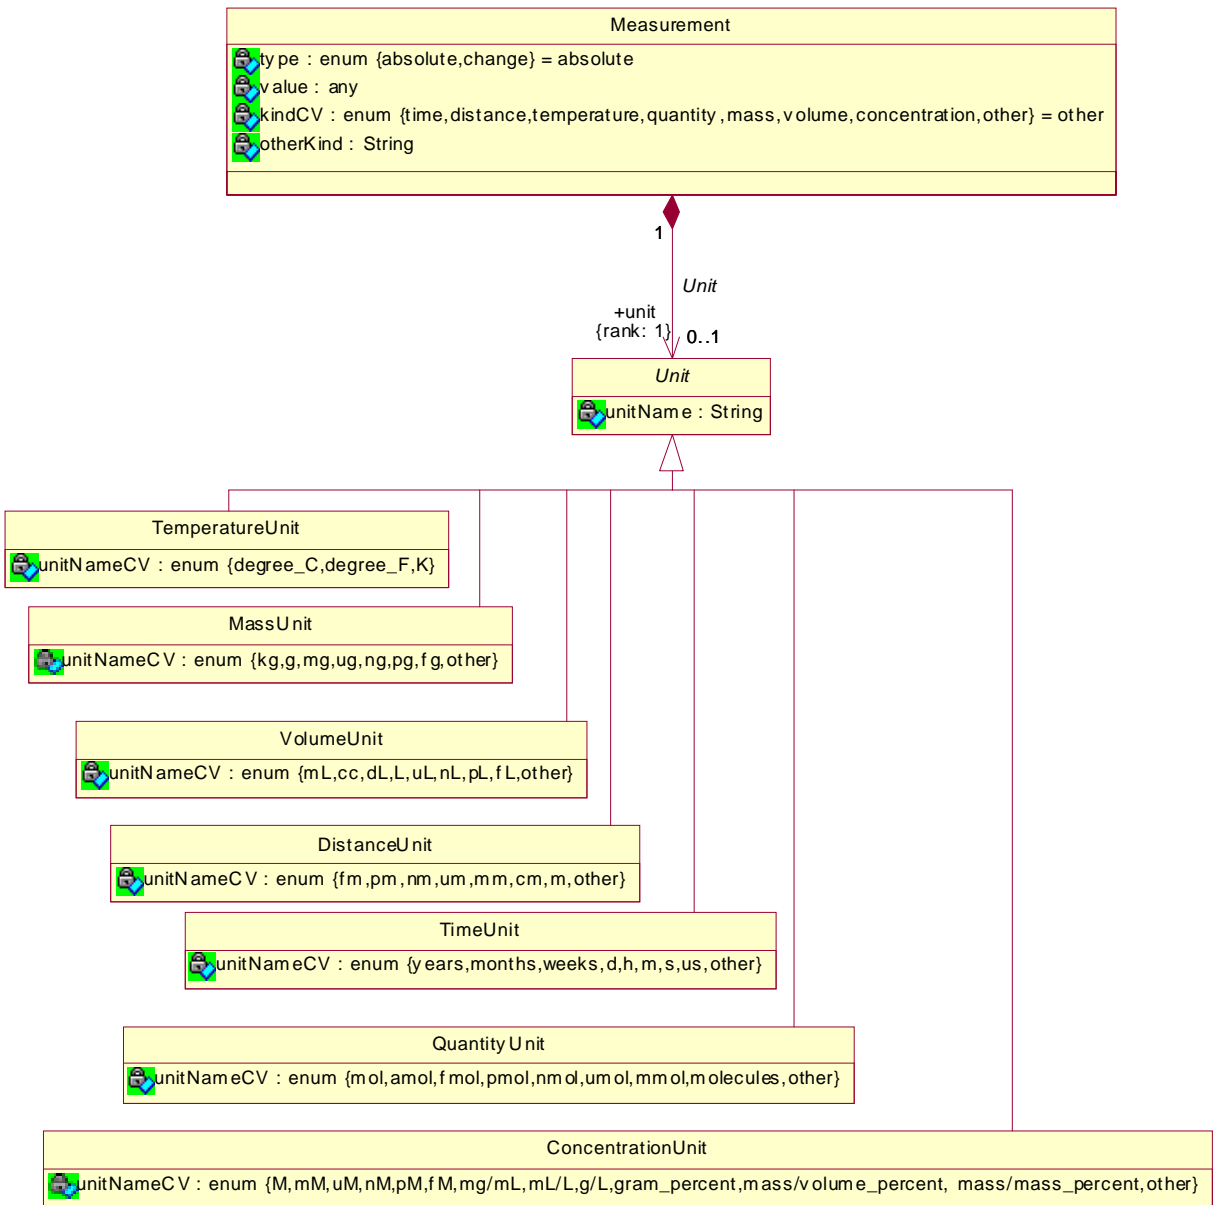 Measurement
type : enum {absolute,change} = absolute
value : any
kindCV : enum {time,distance,temperature,quantity,mass,volume,concentration,other} = other
otherKind : String
1
Unit
+unit
{rank: 1}
0..1
Unit
unitName : String
TemperatureUnit
unitNameCV : enum {degree_C,degree_F,K}
MassUnit
unitNameCV : enum {kg,g,mg,ug,ng,pg,fg,other}
VolumeUnit
unitNameCV : enum {mL,cc,dL,L,uL,nL,pL,fL,other}
DistanceUnit
unitNameCV : enum {fm,pm,nm,um,mm,cm,m,other}
TimeUnit
unitNameCV : enum {years,months,weeks,d,h,m,s,us,other}
QuantityUnit
unitNameCV : enum {mol,amol,fmol,pmol,nmol,umol,mmol,molecules,other}
ConcentrationUnit
unitNameCV : enum {M,mM,uM,nM,pM,fM,mg/mL,mL/L,g/L,gram_percent,mass/volume_percent, mass/mass_percent,other}